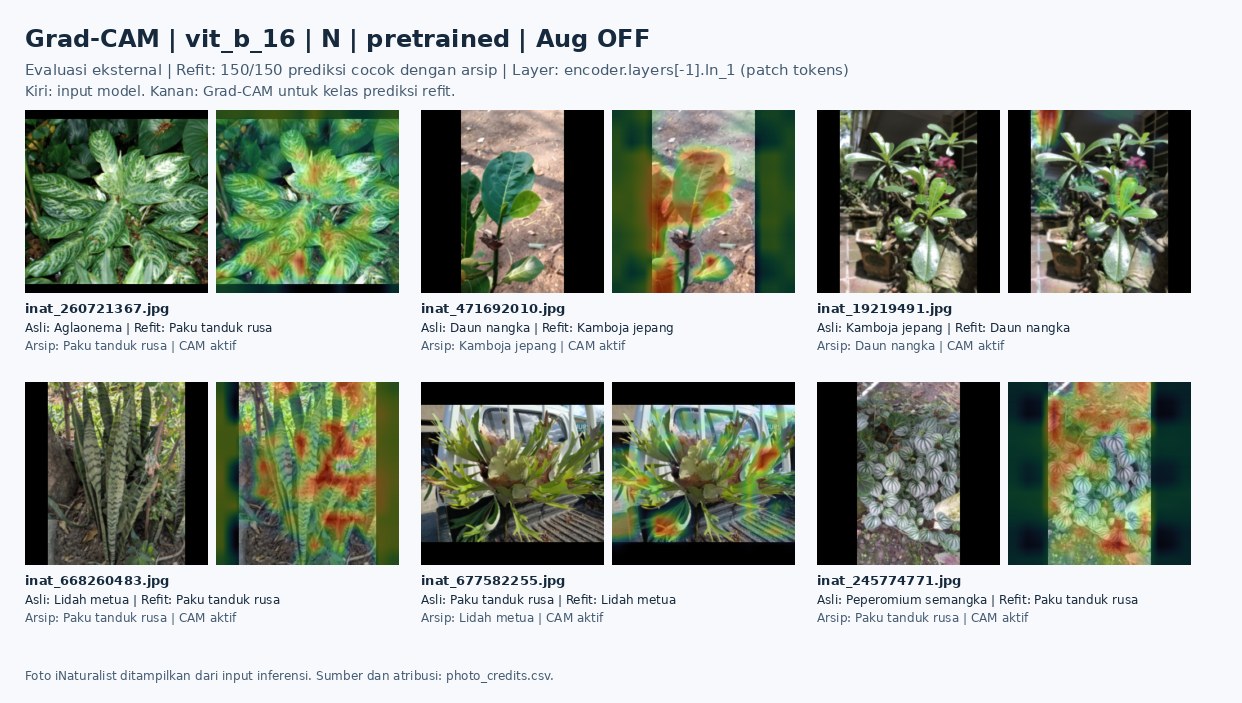 Grad-CAM | vit_b_16 | N | pretrained | Aug OFF
Evaluasi eksternal | Refit: 150/150 prediksi cocok dengan arsip | Layer: encoder.layers[-1].ln_1 (patch tokens)
Kiri: input model. Kanan: Grad-CAM untuk kelas prediksi refit.
inat_260721367.jpg
Asli: Aglaonema | Refit: Paku tanduk rusa
Arsip: Paku tanduk rusa | CAM aktif
inat_471692010.jpg
Asli: Daun nangka | Refit: Kamboja jepang
Arsip: Kamboja jepang | CAM aktif
inat_19219491.jpg
Asli: Kamboja jepang | Refit: Daun nangka
Arsip: Daun nangka | CAM aktif
inat_668260483.jpg
Asli: Lidah metua | Refit: Paku tanduk rusa
Arsip: Paku tanduk rusa | CAM aktif
inat_677582255.jpg
Asli: Paku tanduk rusa | Refit: Lidah metua
Arsip: Lidah metua | CAM aktif
inat_245774771.jpg
Asli: Peperomium semangka | Refit: Paku tanduk rusa
Arsip: Paku tanduk rusa | CAM aktif
Foto iNaturalist ditampilkan dari input inferensi. Sumber dan atribusi: photo_credits.csv.